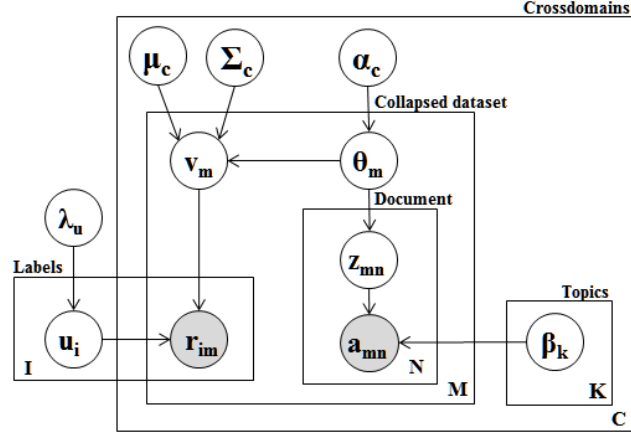 Crossdomains
μc Σc αc
Collapsed dataset
vm θm
Document
λu
zmn
Labels
Topics
ui rim amn βk
I N K
M
C